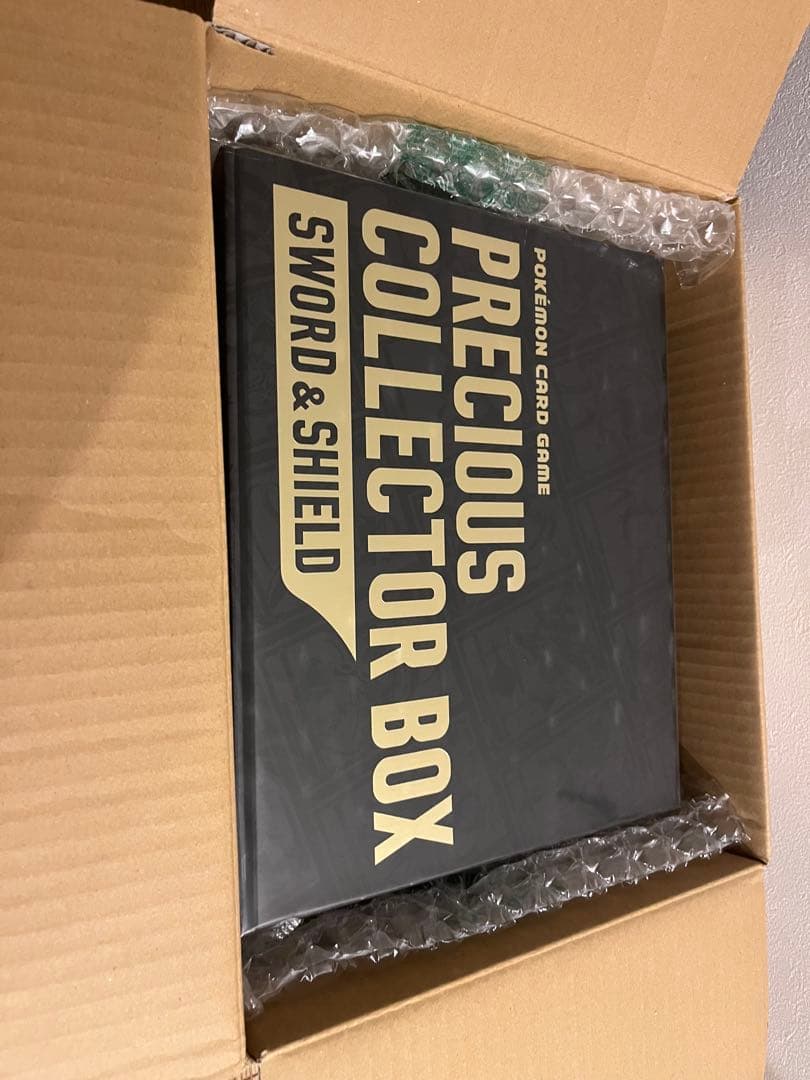 POKÉMON CARD GAME
PRECIOUS
COLLECTOR BOX
SWORD & SHIELD